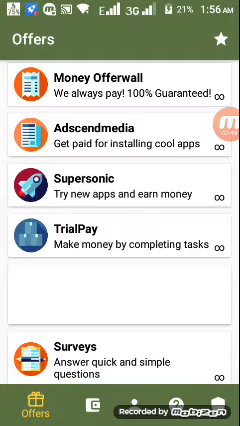 75%
E
3G
21%
1:56 AM
Offers
Money Offerwall
We always pay! 100% Guaranteed!
∞
Adscendmedia
Get paid for installing cool apps
∞
Supersonic
Try new apps and earn money
∞
TrialPay
Make money by completing tasks
∞
Surveys
Answer quick and simple
questions
∞
Offers
Recorded by MOBIZEN